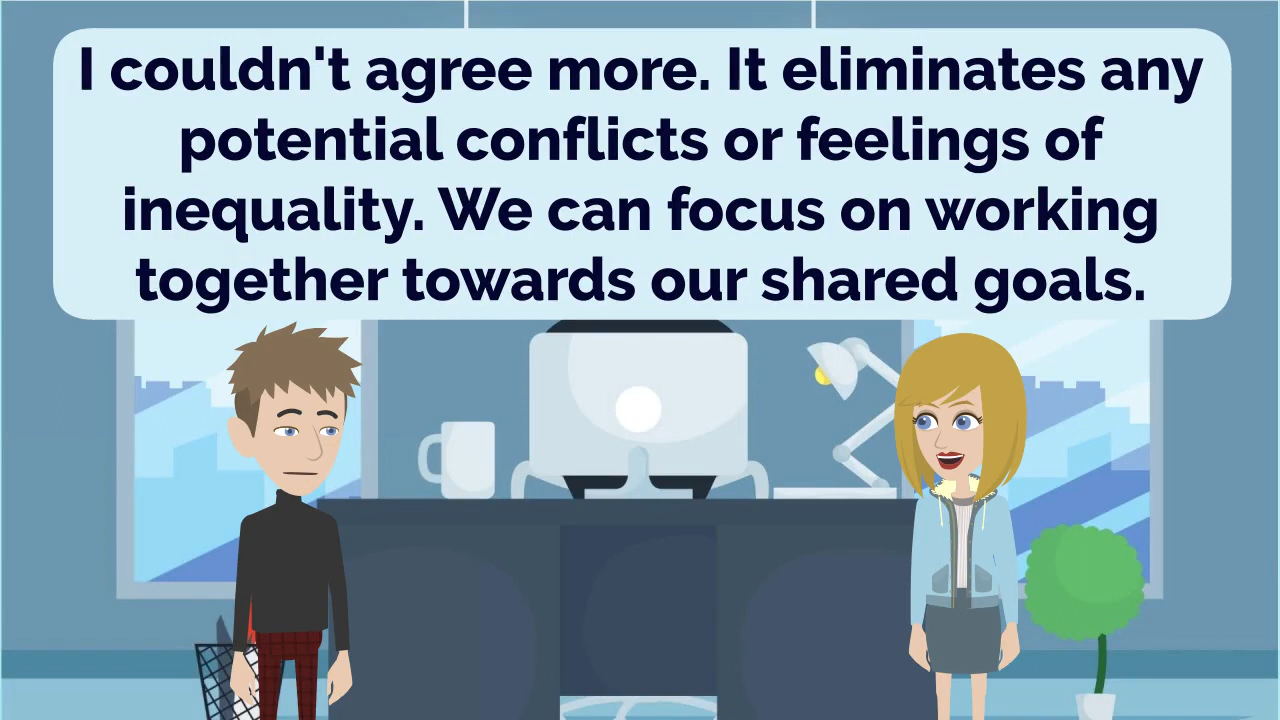 I couldn't agree more. It eliminates any
potential conflicts or feelings of
inequality. We can focus on working
together towards our shared goals.